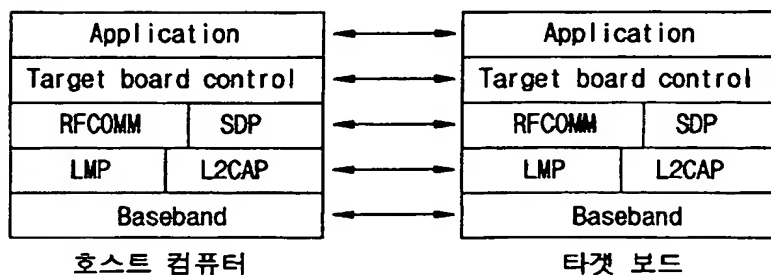 Application Application
Target board control Target board control
RFCOMM SDP RFCOMM SDP
LMP L2CAP LMP L2CAP
Baseband Baseband
호스트 컴퓨터 타겟 보드